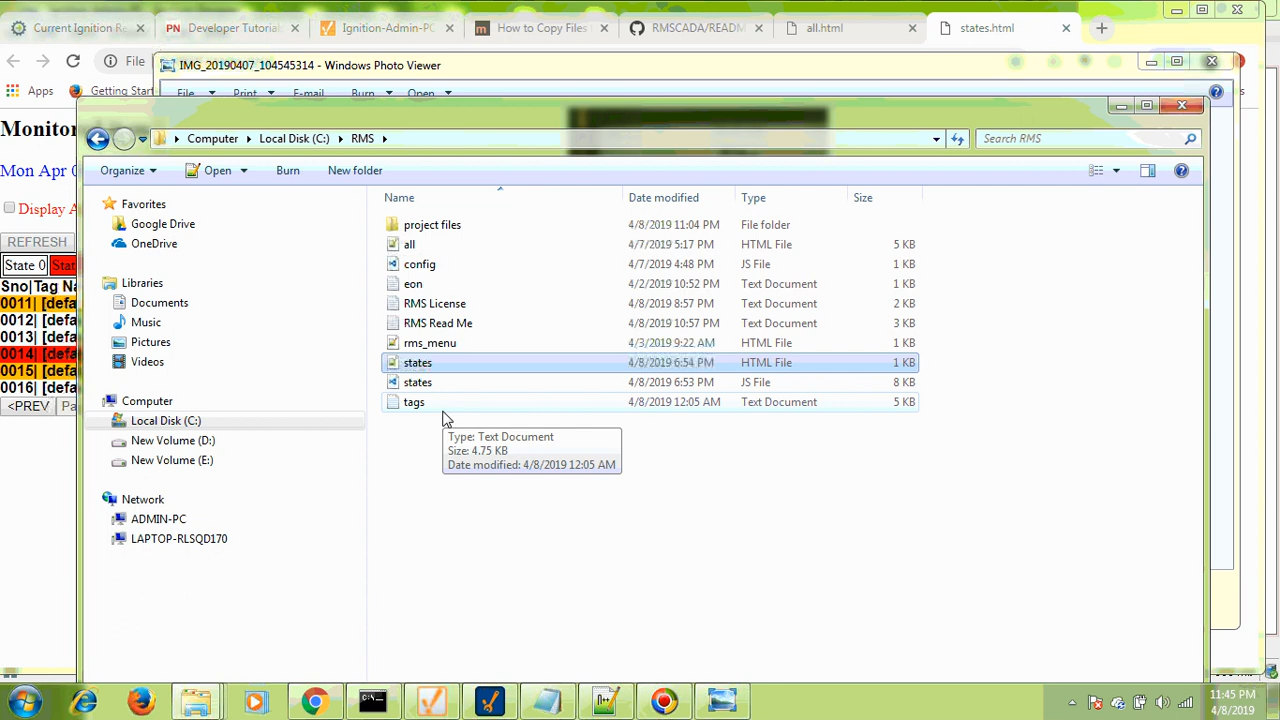 Current Ignition Re
Developer Tutorials
Ignition-Admin-PC
How to Copy Files
RMSCADA/README
all.html
states.html
File
IMG_20190407_104545314 - Windows Photo Viewer
Apps
Getting Start
File
Print
E-mail
Burn
Open
Monitor
Computer
Local Disk (C:)
RMS
Search RMS
Mon Apr 0
Organize
Open
Burn
New folder
Display A
REFRESH
State 0
Stat
Sno|Tag Na
0011| [defa
0012| [defa
0013| [defa
0014| [defa
0015| [defa
0016| [defa
<PREV
Pa
Favorites
Google Drive
OneDrive
Libraries
Documents
Music
Pictures
Videos
Computer
Local Disk (C:)
New Volume (D:)
New Volume (E:)
Network
ADMIN-PC
LAPTOP-RLSQD170
Name Date modified Type Size
project files 4/8/2019 11:04 PM File folder
all 4/7/2019 5:17 PM HTML File 5 KB
config 4/7/2019 4:48 PM JS File 1 KB
eon 4/2/2019 10:52 PM Text Document 1 KB
RMS License 4/8/2019 8:57 PM Text Document 2 KB
RMS Read Me 4/8/2019 10:57 PM Text Document 3 KB
rms_menu 4/3/2019 9:22 AM HTML File 1 KB
states 4/8/2019 6:54 PM HTML File 1 KB
states 4/8/2019 6:53 PM JS File 8 KB
tags 4/8/2019 12:05 AM Text Document 5 KB
Type: Text Document
Size: 4.75 KB
Date modified: 4/8/2019 12:05 AM
11:45 PM
4/8/2019